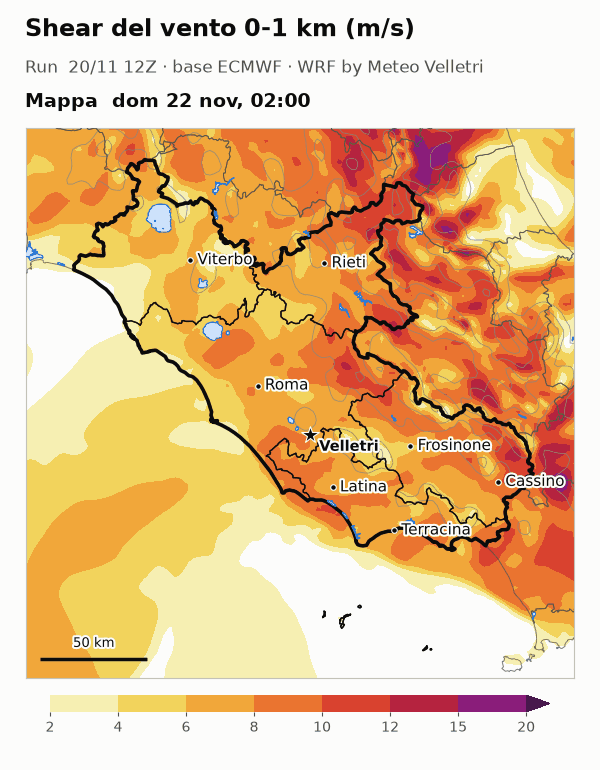 Shear del vento 0-1 km (m/s)
Run  20/11 12Z · base ECMWF · WRF by Meteo Velletri
Mappa  dom 22 nov, 02:00
Viterbo
Rieti
Roma
Velletri
Frosinone
Latina
Cassino
Terracina
50 km
2 4 6 8 10 12 15 20